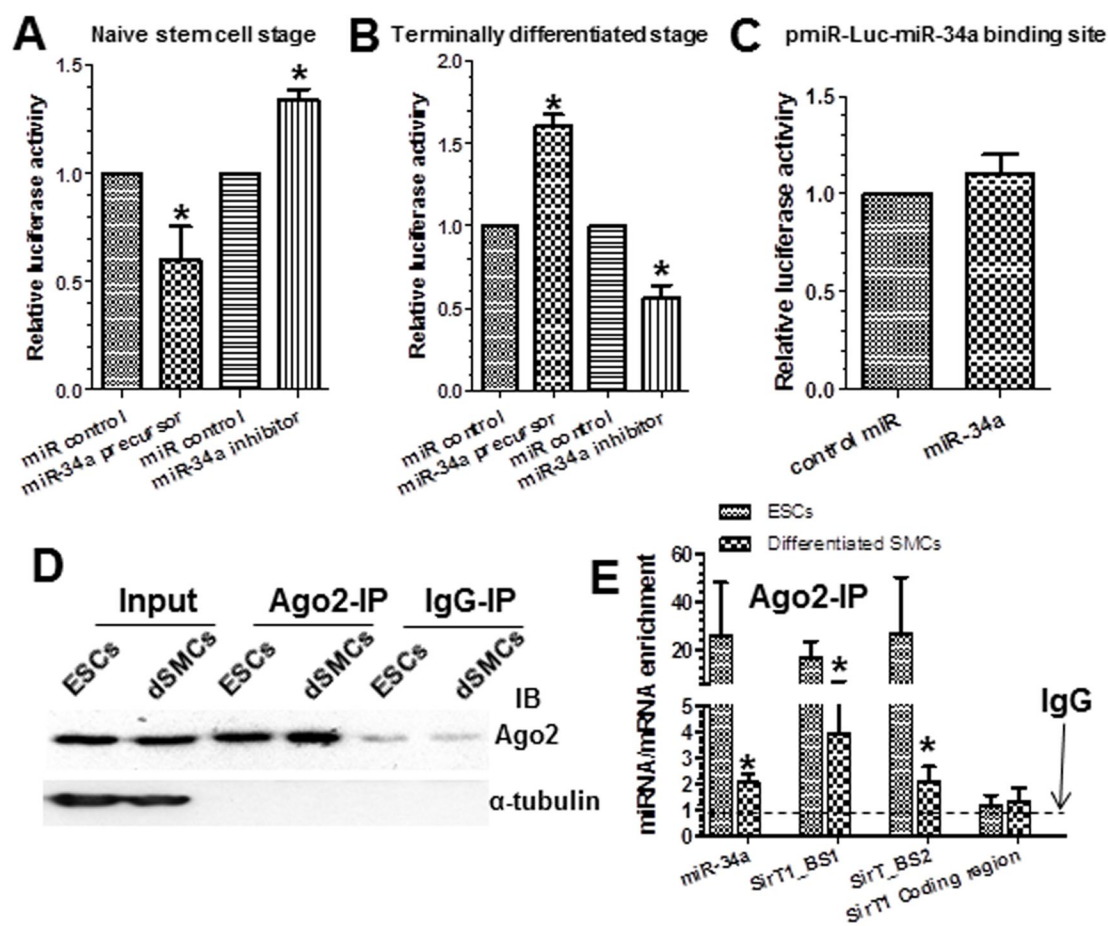 A Naive stem cell stage
1.5
1.0
0.5
0.0
Relative luciferase activiry
*
*
miR control
miR-34a precursor
miR control
miR-34a inhibitor
B Terminally differentiated stage
2.0
1.5
1.0
0.5
0.0
Relative luciferase activiry
*
*
miR control
miR-34a precursor
miR control
miR-34a inhibitor
C pmiR-Luc-miR-34a binding site
1.5
1.0
0.5
0.0
Relative luciferase activiry
control miR
miR-34a
D
Input Ago2-IP IgG-IP
ESCs dSMCs ESCs dSMCs ESCs dSMCs
IB
Ago2
α-tubulin
ESCs
Differentiated SMCs
E
Ago2-IP
60
40
20
5
4
3
2
1
0
miRNA/mRNA enrichment
*
*
*
IgG
miR-34a
SirT1_BS1
SirT_BS2
SirT1 Coding region